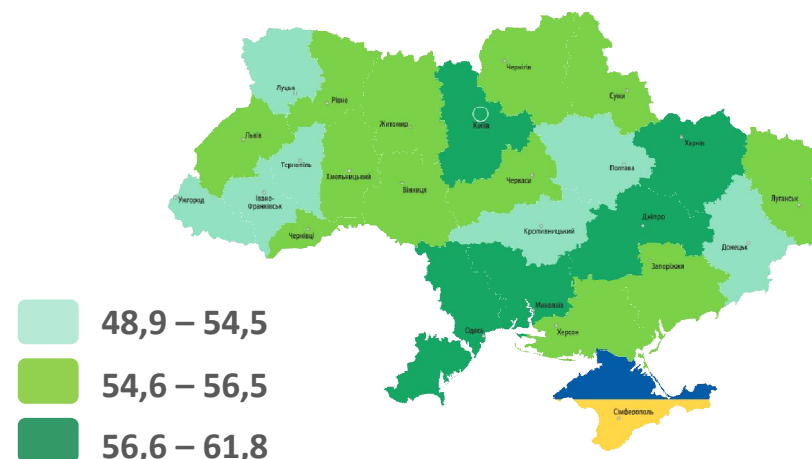 Чернігів
Луцьк
Суми
Рівне
Житомир
Київ
Львів
Харків
Тернопіль
Полтава
Хмельницький
Черкаси
Вінниця
Ужгород
Івано-
Франківськ
Луганськ
Дніпро
Кропивницький
Чернівці
Донецьк
Запоріжжя
Миколаїв
Одеса
Херсон
48,9 – 54,5
54,6 – 56,5
Сімферополь
56,6 – 61,8